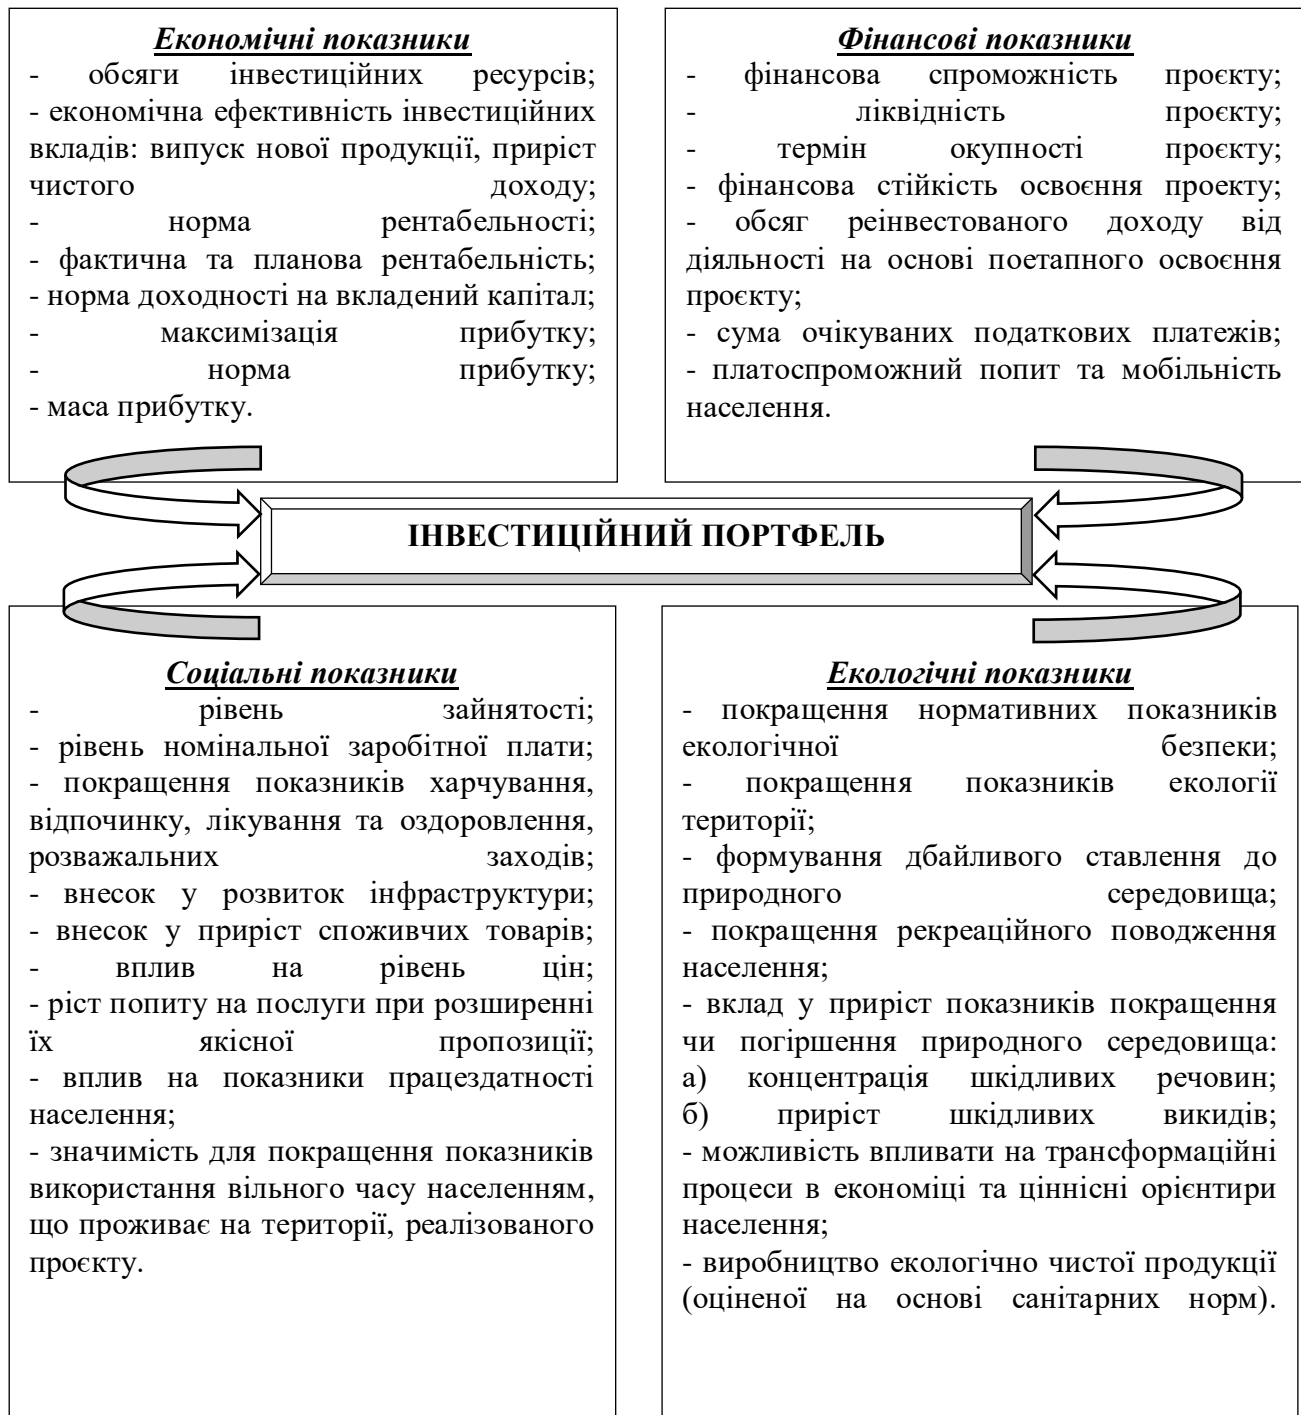 Економічні показники
- обсяги інвестиційних ресурсів;
- економічна ефективність інвестиційних
вкладів: випуск нової продукції, приріст
чистого доходу;
- норма рентабельності;
- фактична та планова рентабельність;
- норма доходності на вкладений капітал;
- максимізація прибутку;
- норма прибутку;
- маса прибутку.
Фінансові показники
- фінансова спроможність проєкту;
- ліквідність проєкту;
- термін окупності проєкту;
- фінансова стійкість освоєння проекту;
- обсяг реінвестованого доходу від
діяльності на основі поетапного освоєння
проєкту;
- сума очікуваних податкових платежів;
- платоспроможний попит та мобільність
населення.
ІНВЕСТИЦІЙНИЙ ПОРТФЕЛЬ
Соціальні показники
- рівень зайнятості;
- рівень номінальної заробітної плати;
- покращення показників харчування,
відпочинку, лікування та оздоровлення,
розважальних заходів;
- внесок у розвиток інфраструктури;
- внесок у приріст споживчих товарів;
- вплив на рівень цін;
- ріст попиту на послуги при розширенні
їх якісної пропозиції;
- вплив на показники працездатності
населення;
- значимість для покращення показників
використання вільного часу населенням,
що проживає на території, реалізованого
проєкту.
Екологічні показники
- покращення нормативних показників
екологічної безпеки;
- покращення показників екології
території;
- формування дбайливого ставлення до
природного середовища;
- покращення рекреаційного поводження
населення;
- вклад у приріст показників покращення
чи погіршення природного середовища:
а) концентрація шкідливих речовин;
б) приріст шкідливих викидів;
- можливість впливати на трансформаційні
процеси в економіці та ціннісні орієнтири
населення;
- виробництво екологічно чистої продукції
(оціненої на основі санітарних норм).